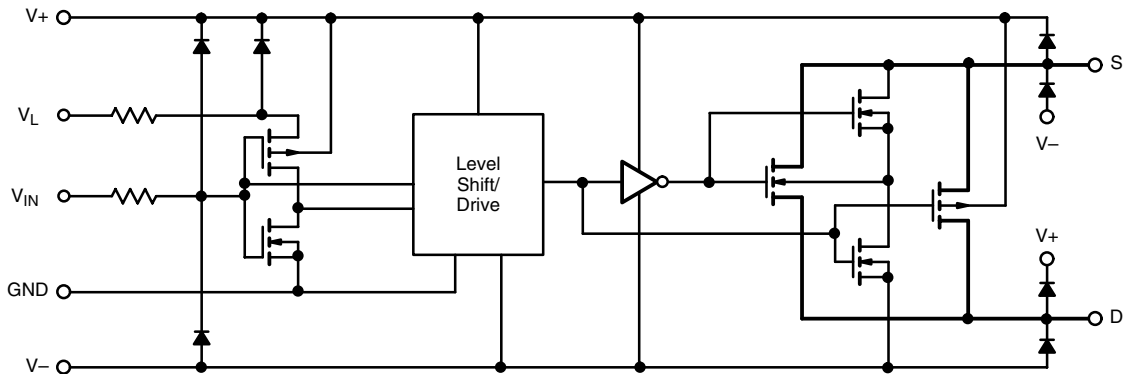 V+
S
VL
V–
Level
Shift/
Drive
VIN
V+
GND
D
V–